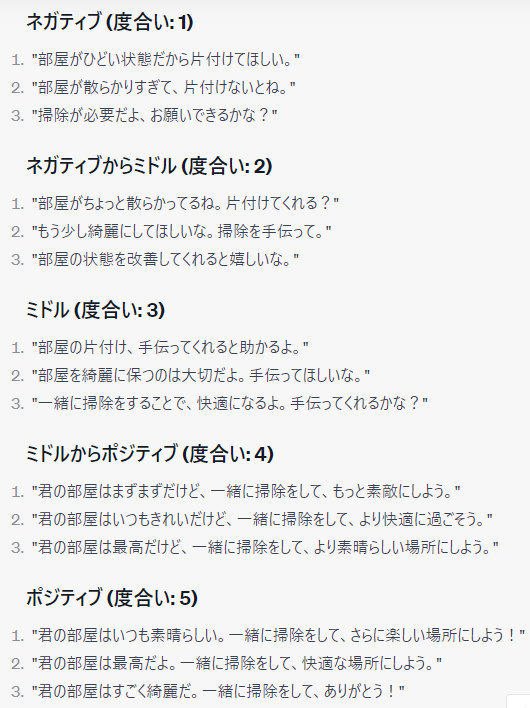 ネガティブ (度合い: 1)
1. "部屋がひどい状態だから片付けてほしい。"
2. "部屋が散らかりすぎて、片付けないとね。"
3. "掃除が必要だよ、お願いできるかな？"
ネガティブからミドル (度合い: 2)
1. "部屋がちょっと散らかってるね。片付けてくれる？"
2. "もう少し綺麗にしてほしいな。掃除を手伝って。"
3. "部屋の状態を改善してくれると嬉しいな。"
ミドル (度合い: 3)
1. "部屋の片付け、手伝ってくれると助かるよ。"
2. "部屋を綺麗に保つのは大切だよ。手伝ってほしいな。"
3. "一緒に掃除をすることで、快適になるよ。手伝ってくれるかな？"
ミドルからポジティブ (度合い: 4)
1. "君の部屋はまずまずだけど、一緒に掃除をして、もっと素敵にしよう。"
2. "君の部屋はいつもきれいだけど、一緒に掃除をして、より快適に過ごそう。"
3. "君の部屋は最高だけど、一緒に掃除をして、より素晴らしい場所にしよう。"
ポジティブ (度合い: 5)
1. "君の部屋はいつも素晴らしい。一緒に掃除をして、さらに楽しい場所にしよう！"
2. "君の部屋は最高だよ。一緒に掃除をして、快適な場所にしよう。"
3. "君の部屋はすごく綺麗だ。一緒に掃除をして、ありがとう！"